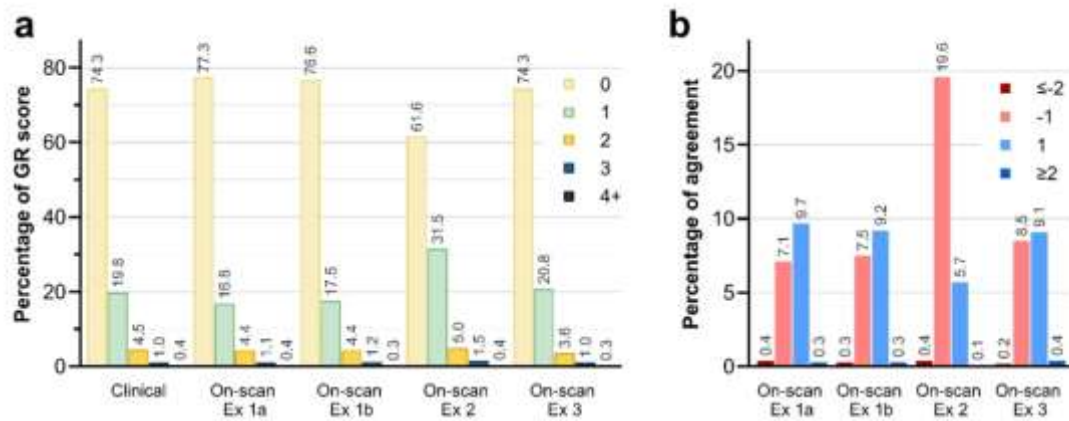 a
Percentage of GR score
80
60
40
20
0
74.3
19.8
4.5
1.0
0.4
77.3
16.8
4.4
1.1
0.4
76.6
17.5
4.4
1.2
0.3
61.6
31.5
5.0
1.5
0.4
74.3
20.8
3.6
1.0
0.3
0
1
2
3
4+
Clinical
On-scan
Ex 1a
On-scan
Ex 1b
On-scan
Ex 2
On-scan
Ex 3
b
Percentage of agreement
20
15
10
5
0
0.4
7.1
9.7
0.3
0.3
7.5
9.2
0.3
0.4
19.6
5.7
0.1
0.2
8.5
9.1
0.4
≤-2
-1
1
≥2
On-scan
Ex 1a
On-scan
Ex 1b
On-scan
Ex 2
On-scan
Ex 3